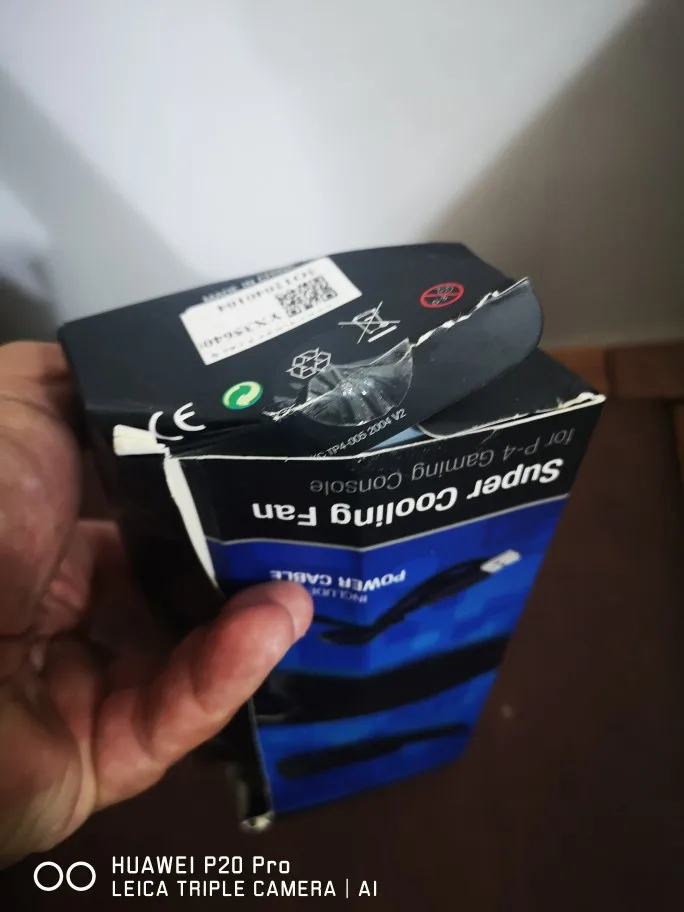 CE
TP4-005 2004 V2
Super Cooling Fan
for P-4 Gaming Console
POWER CABLE
HUAWEI P20 Pro
LEICA TRIPLE CAMERA | AI